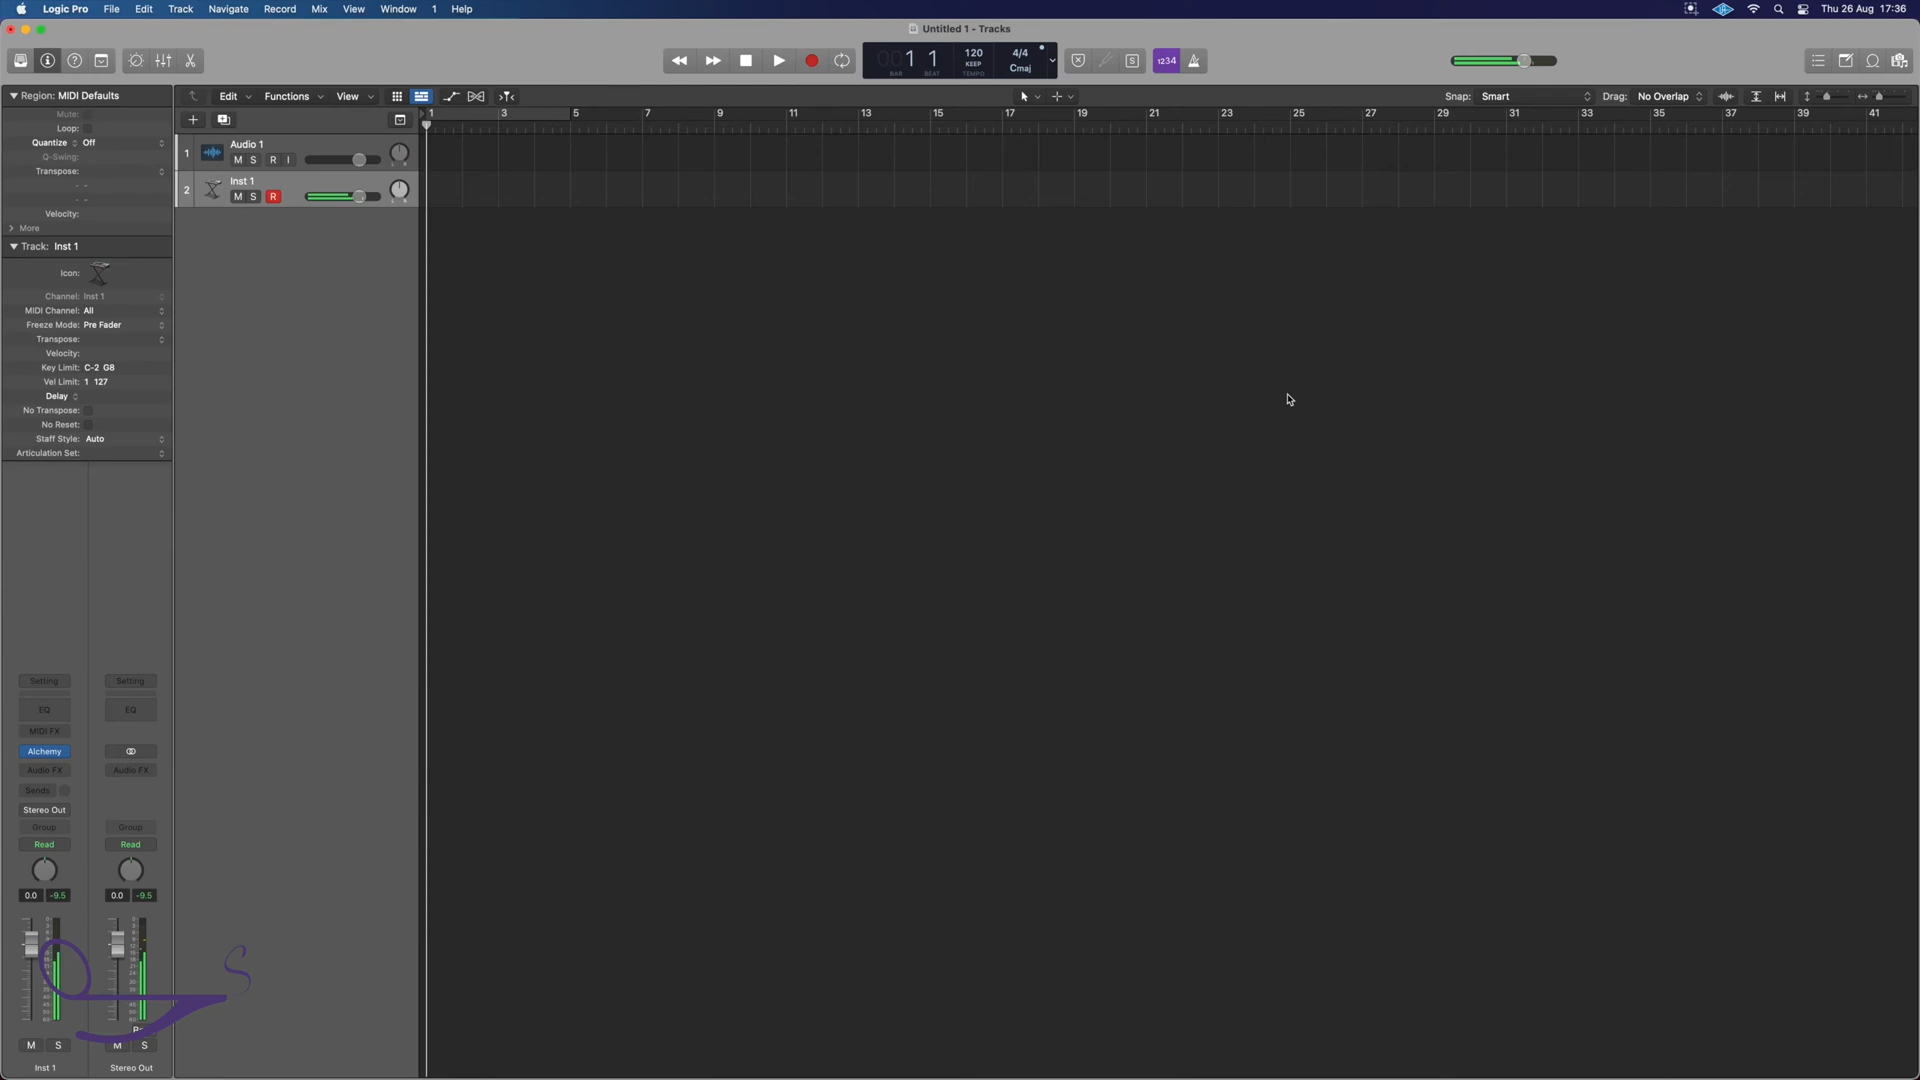 Logic Pro File Edit Track Navigate Record Mix View Window 1 Help Thu 26 Aug 17:36
Untitled 1 - Tracks
001 1 120 4/4 S 1234
KEEP Cmaj
BAR BEAT TEMPO
Region: MIDI Defaults Edit Functions View Snap: Smart Drag: No Overlap
Mute: 1 3 5 7 9 11 13 15 17 19 21 23 25 27 29 31 33 35 37 39 41
Loop:
Quantize Off
Q-Swing:
Transpose:
Velocity:
More
1 Audio 1
M S R I
L R
2 Inst 1
M S R
L R
Track: Inst 1
Icon:
Channel: Inst 1
MIDI Channel: All
Freeze Mode: Pre Fader
Transpose:
Velocity:
Key Limit: C-2 G8
Vel Limit: 1 127
Delay
No Transpose:
No Reset:
Staff Style: Auto
Articulation Set:
Setting Setting
EQ EQ
MIDI FX
Alchemy
Audio FX Audio FX
Sends
Stereo Out
Group Group
Read Read
0.0 -9.5 0.0 -9.5
M S M S
Inst 1 Stereo Out